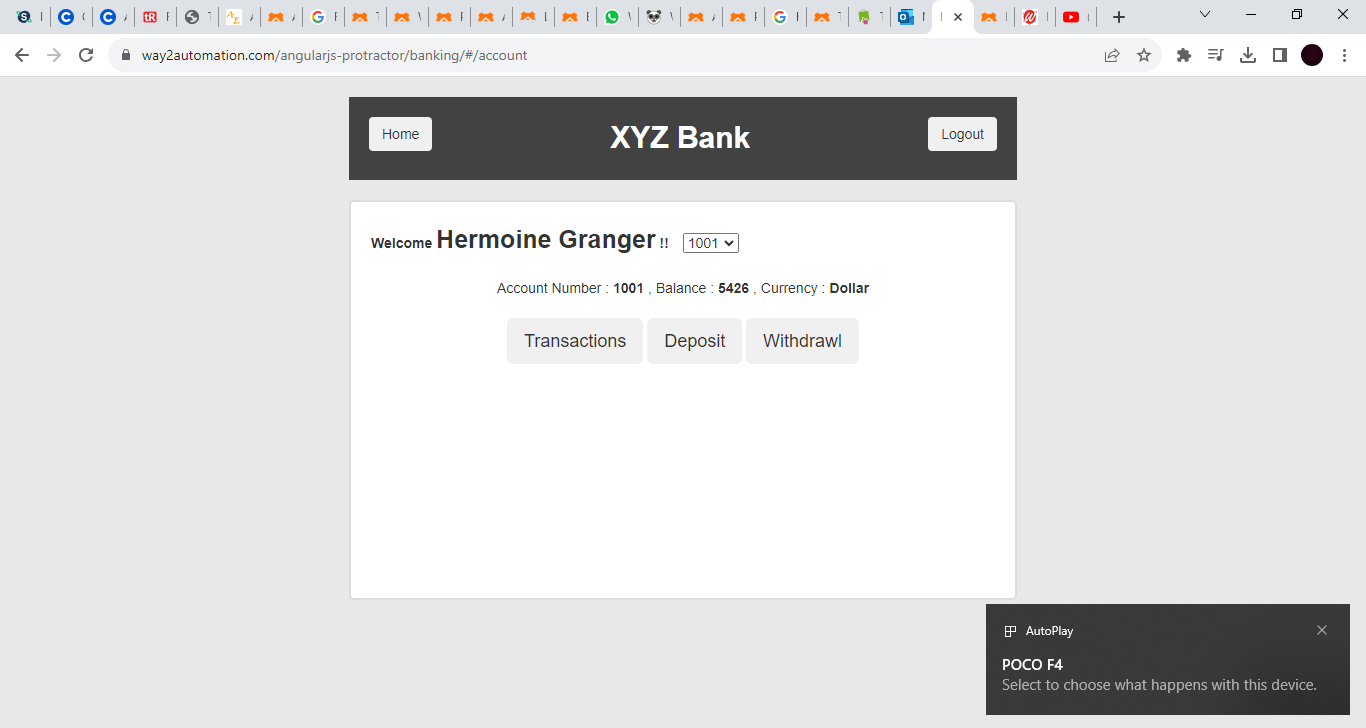 way2automation.com/angularjs-protractor/banking/#/account
Home
XYZ Bank
Logout
Welcome Hermoine Granger !! 1001
Account Number : 1001 , Balance : 5426 , Currency : Dollar
Transactions Deposit Withdrawl
AutoPlay
POCO F4
Select to choose what happens with this device.